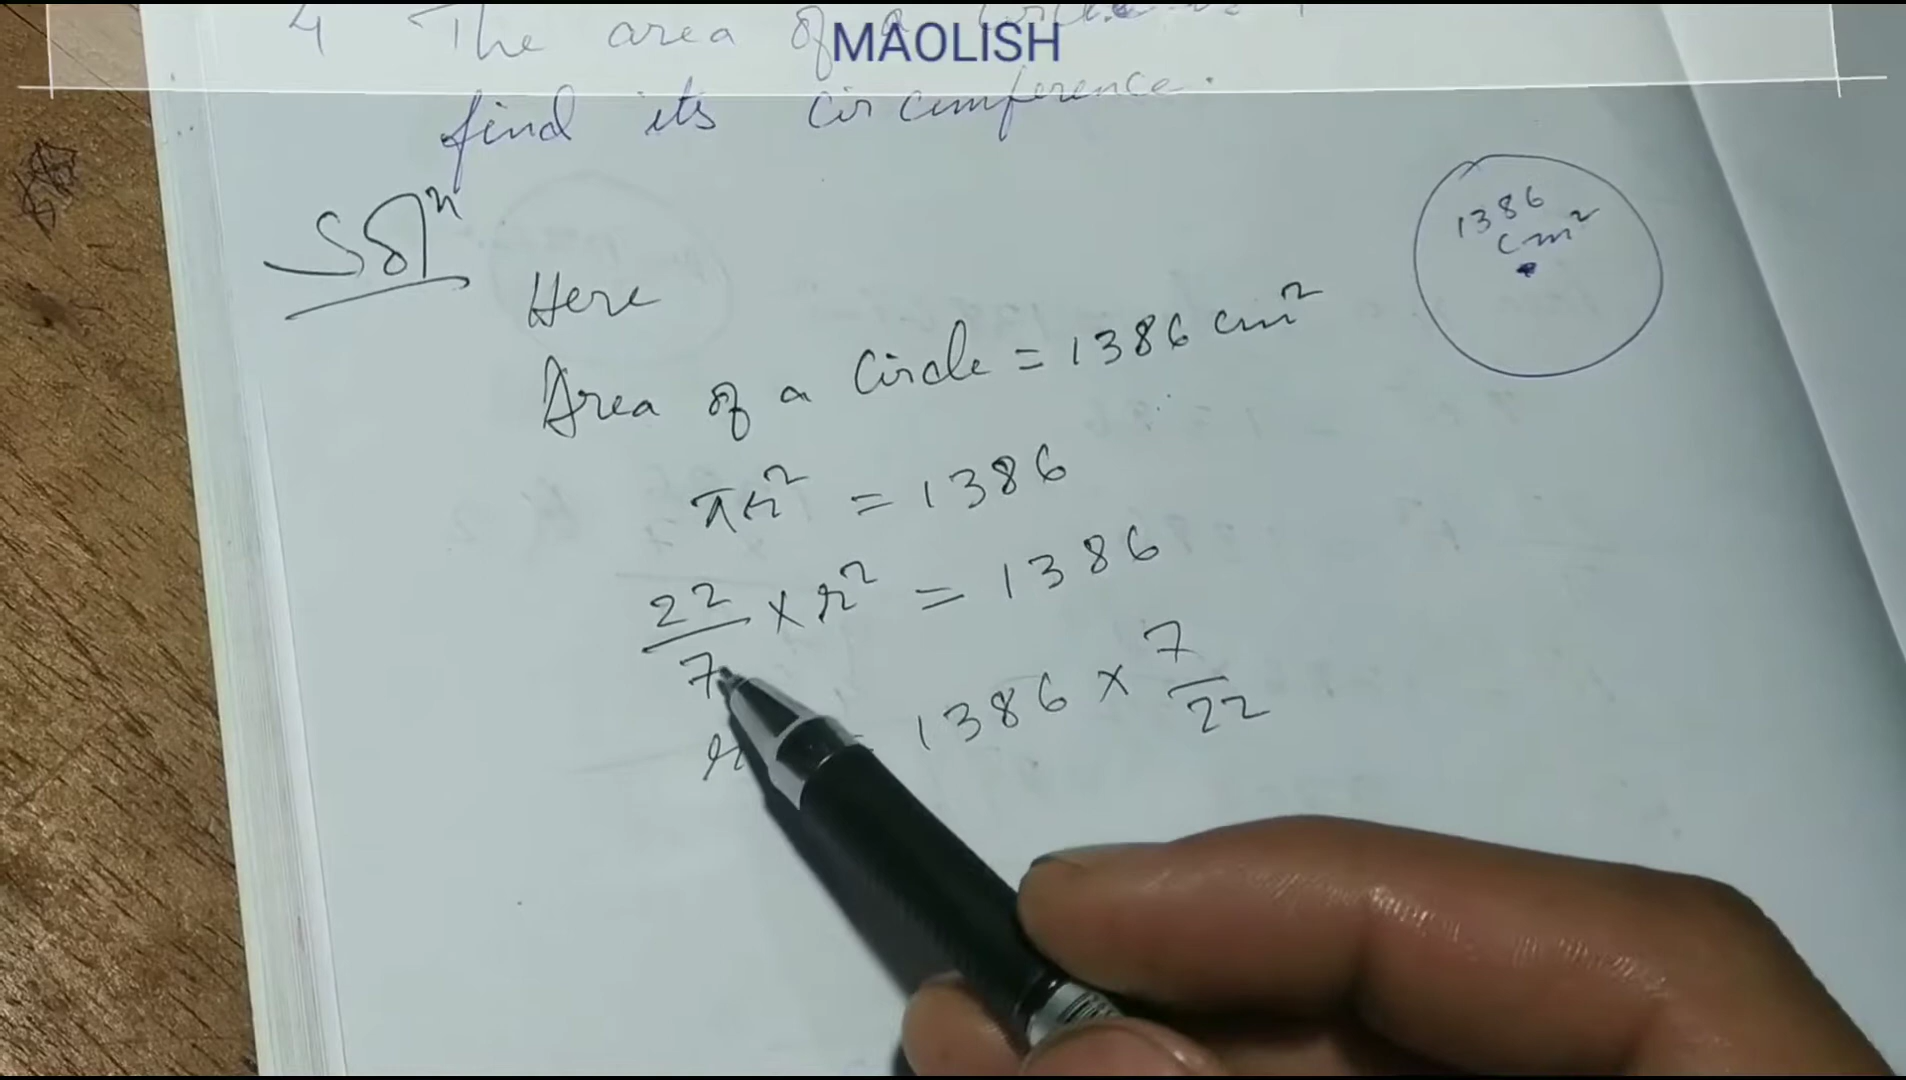 4 The area of a circle
MAOLISH
find its circumference.
Solⁿ
1386
cm²
Here
Area of a Circle = 1386 cm²
πr² = 1386
22/7 × r² = 1386
r = 1386 × 7/22